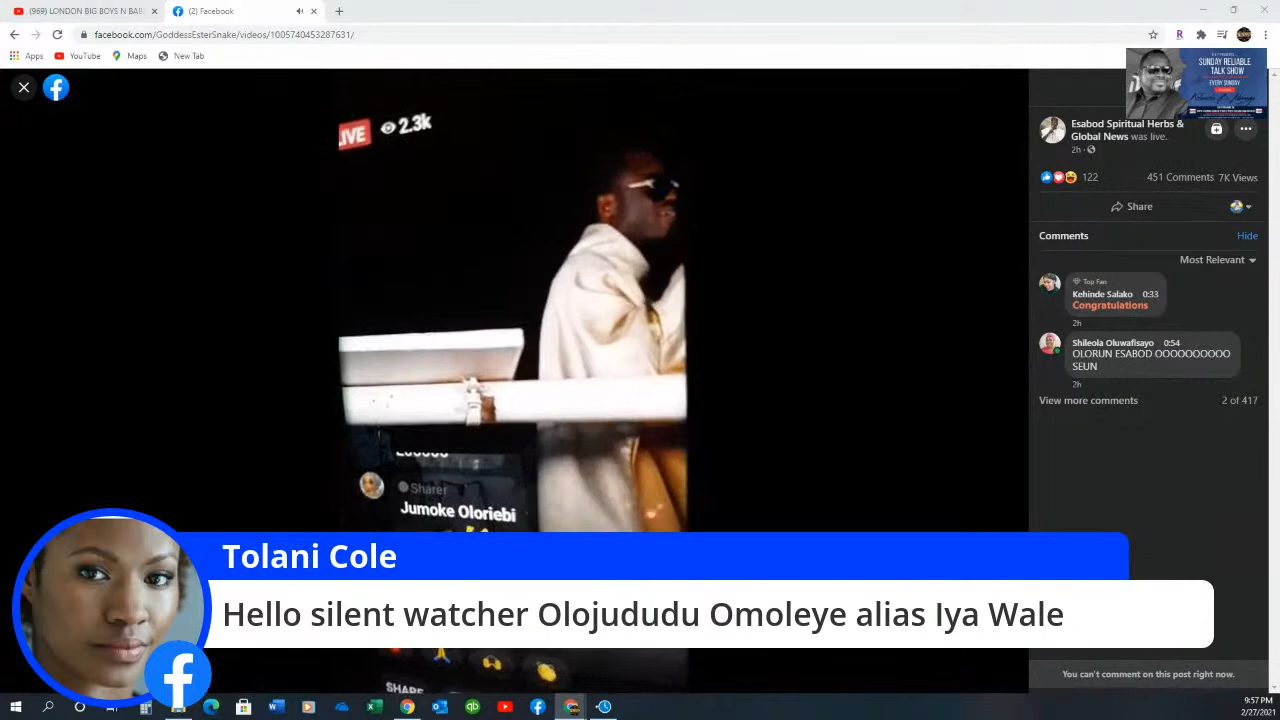 (969) LONDON BIG BOYS N BAB
(2) Facebook
facebook.com/GoddessEsterSnake/videos/1005740453287631/
Apps
YouTube
Maps
New Tab
LIVE
2.3k
SUNDAY RELIABLE
TALK SHOW
EVERY SUNDAY
Esabod Spiritual Herbs &
Global News was live.
2h
122
451 Comments
7K Views
Share
Comments
Hide
Most Relevant
Top Fan
Kehinde Salako 0:33
Congratulations
2h
Shileola Oluwafisayo 0:54
OLORUN ESABOD OOOOOOOOOO
SEUN
2h
View more comments
2 of 417
Sharer
Jumoke Oloriebi
Tolani Cole
Hello silent watcher Olojududu Omoleye alias Iya Wale
SHARE
You can't comment on this post right now.
9:57 PM
2/27/2021